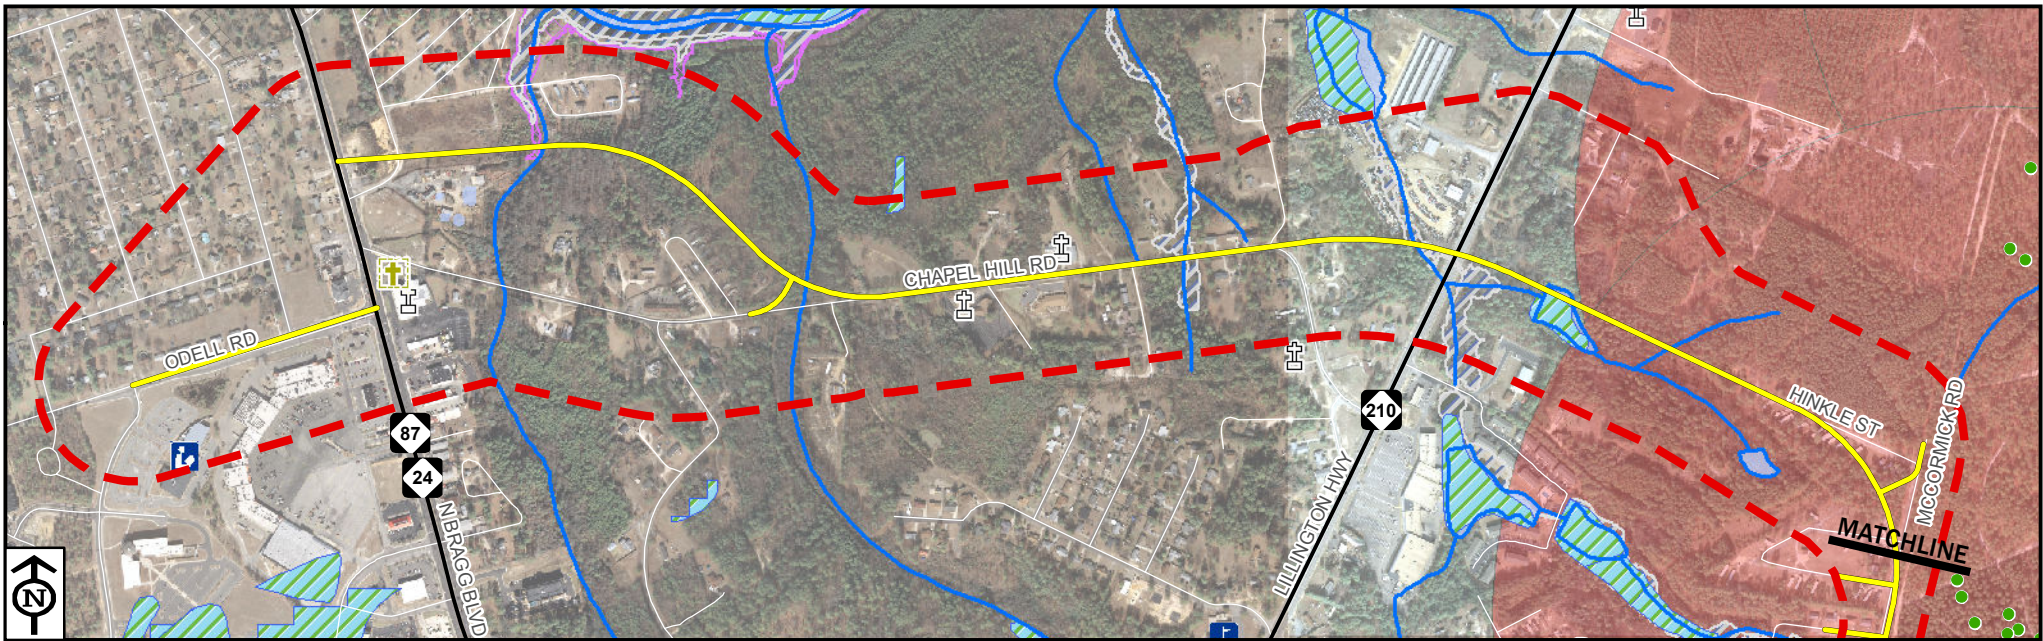 CHAPEL HILL RD
ODELL RD
87
24
N BRAGG BLVD
210
LILLINGTON HWY
HINKLE ST
MCCORMICK RD
MATCHLINE
N